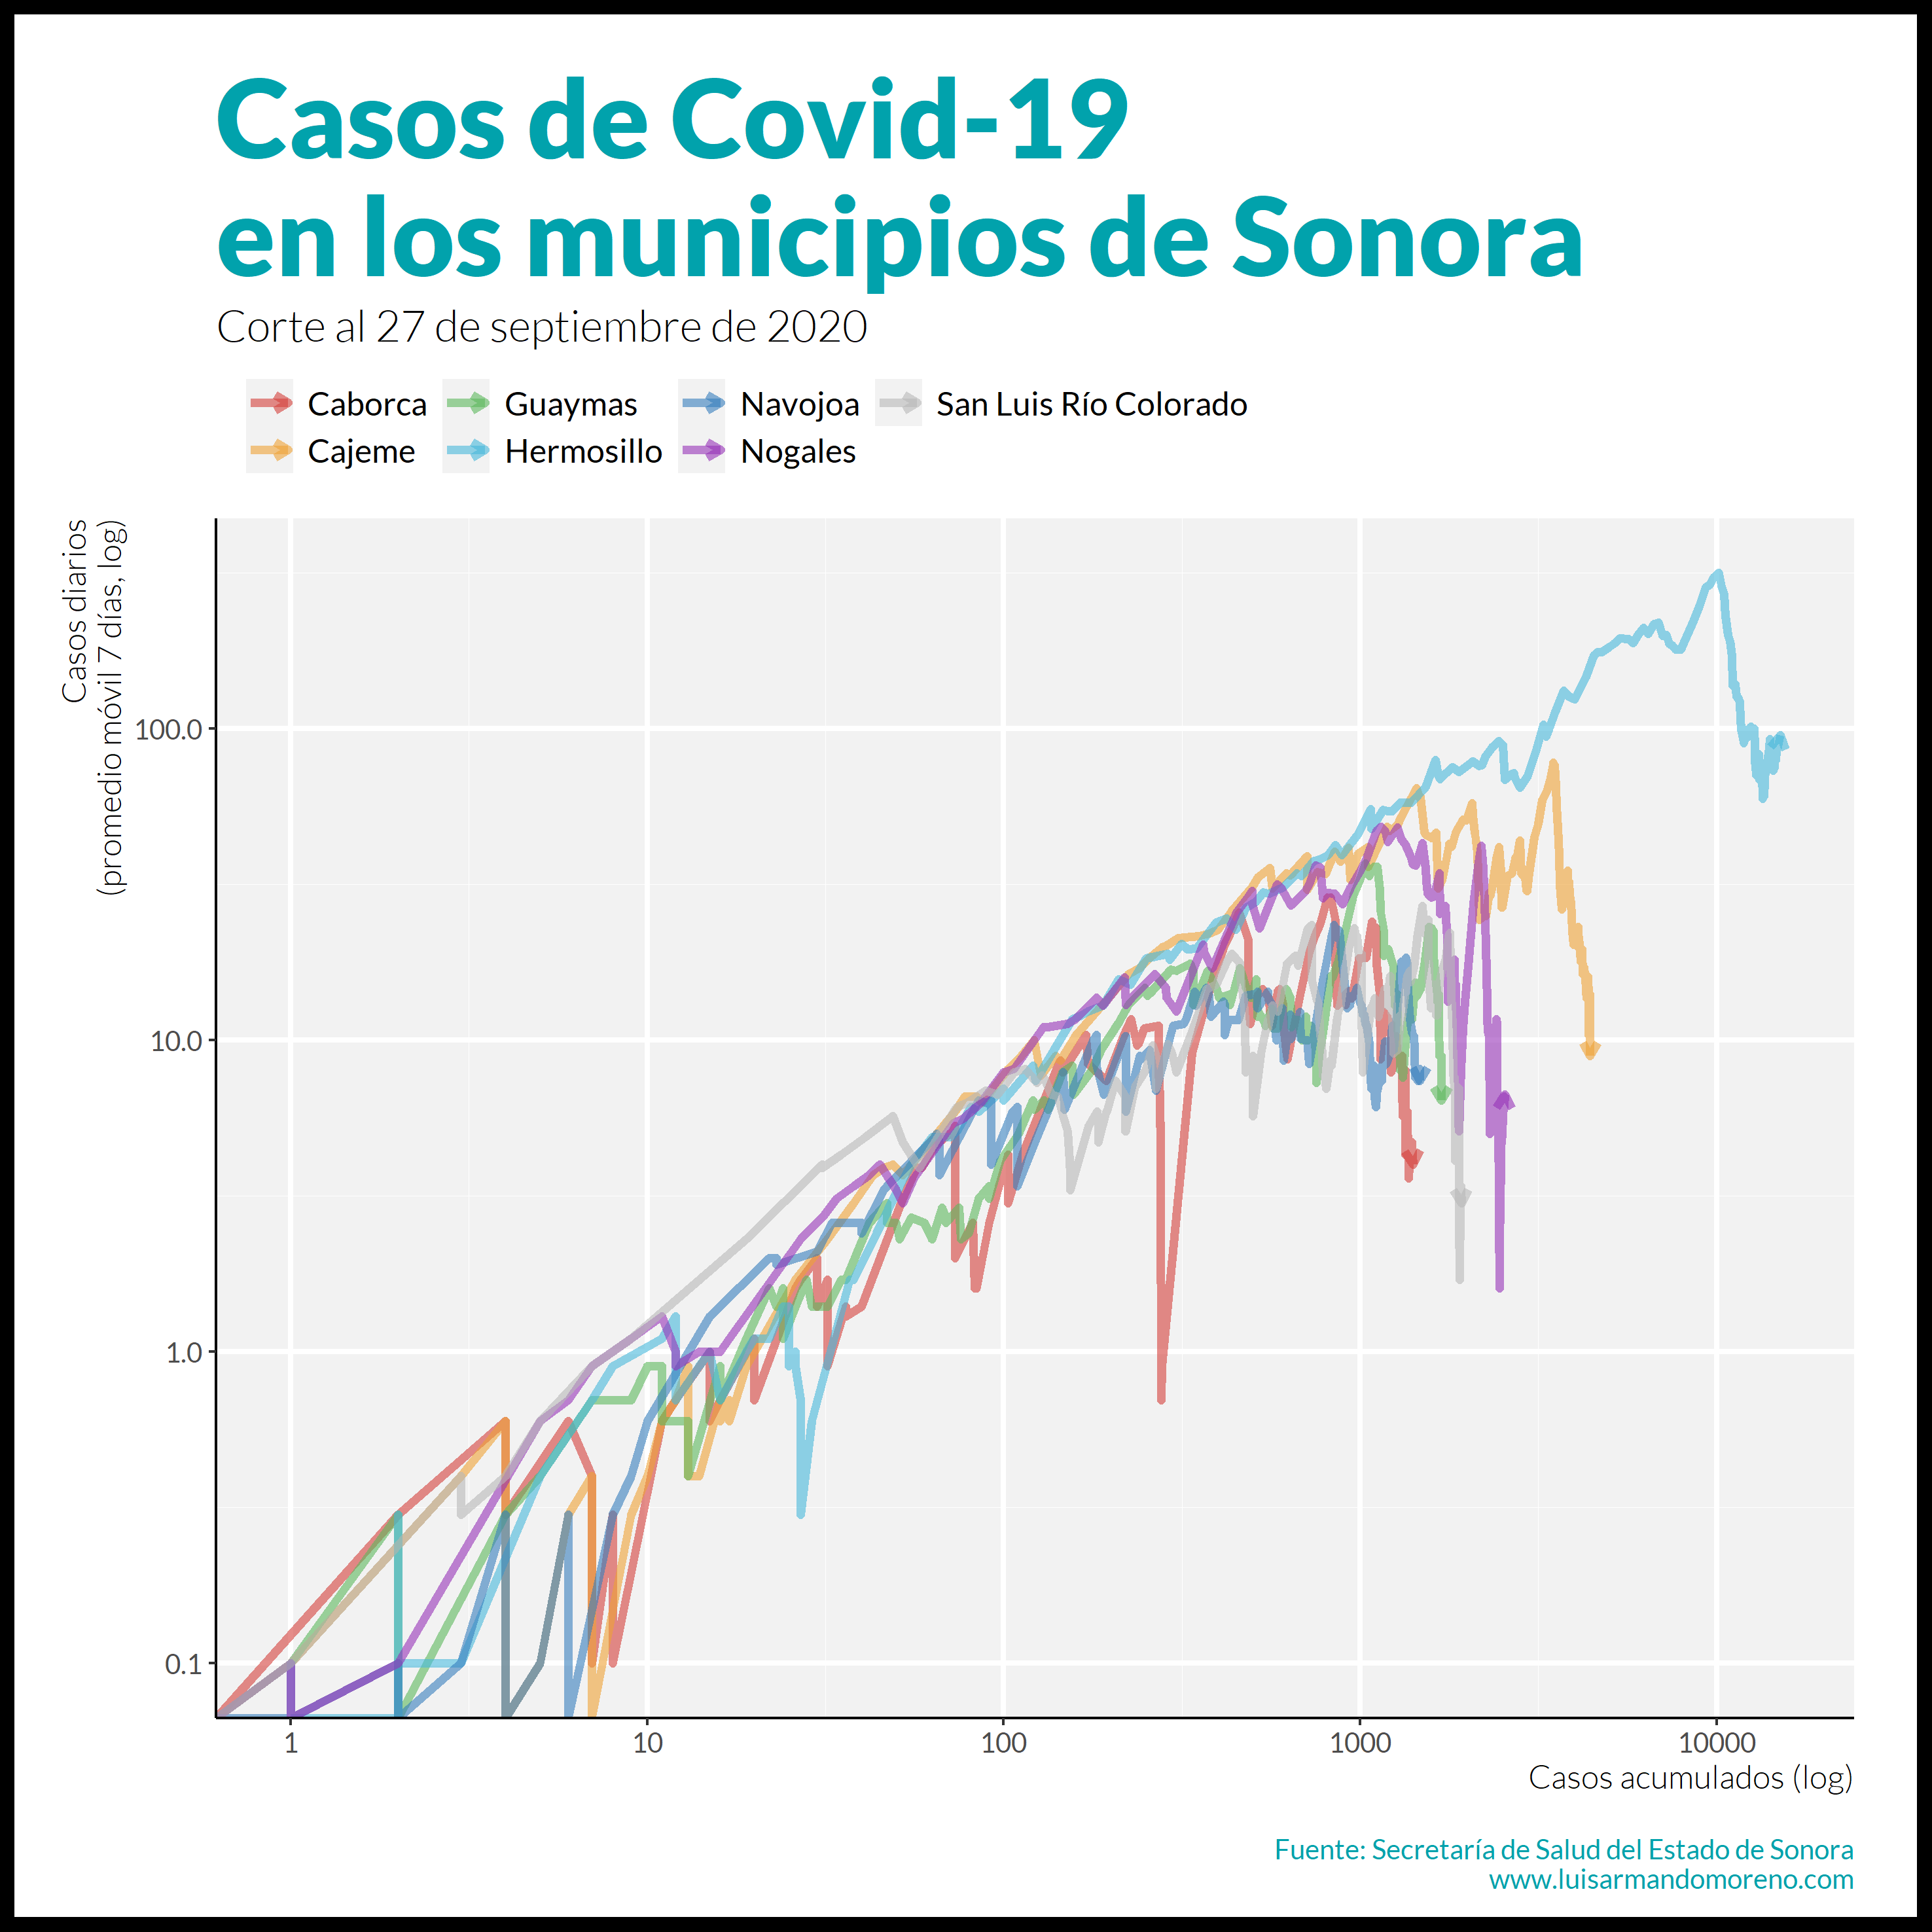 Casos de Covid-19
en los municipios de Sonora
Corte al 27 de septiembre de 2020
Caborca Guaymas Navojoa San Luis Río Colorado
Cajeme Hermosillo Nogales
Casos diarios
(promedio móvil 7 días, log)
100.0
10.0
1.0
0.1
1 10 100 1000 10000
Casos acumulados (log)
Fuente: Secretaría de Salud del Estado de Sonora
www.luisarmandomoreno.com